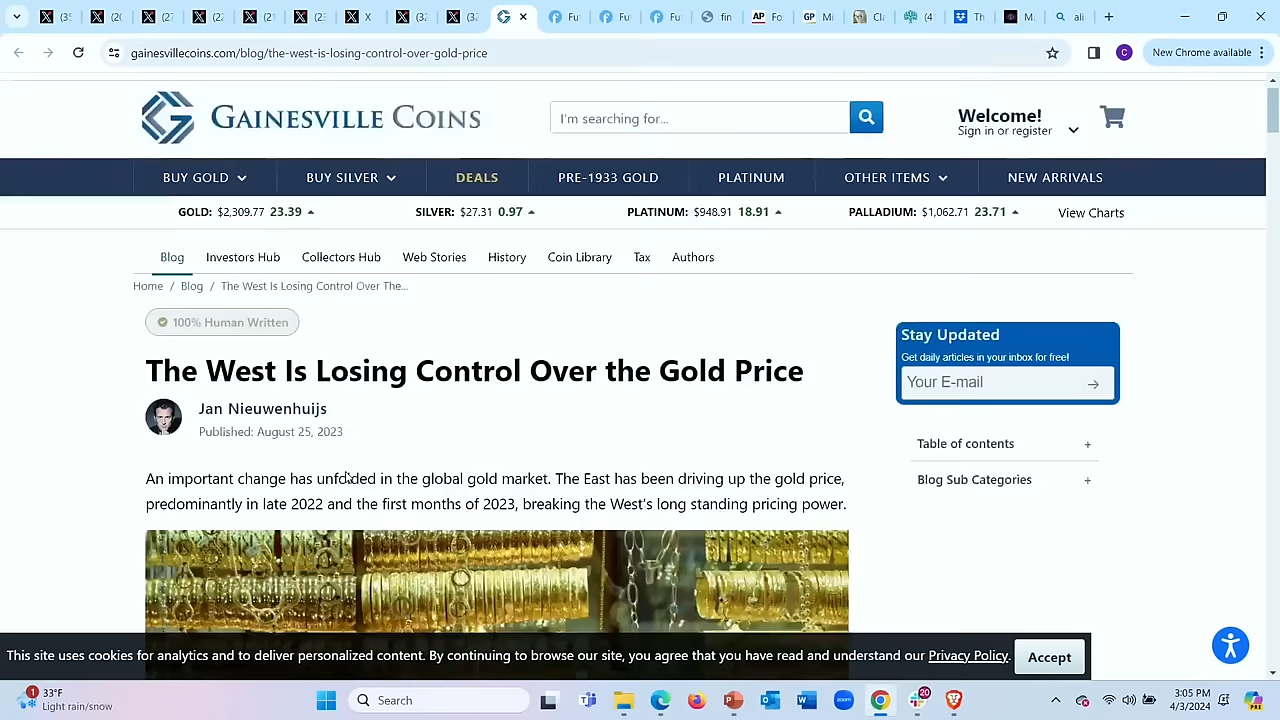 gainesvillecoins.com/blog/the-west-is-losing-control-over-gold-price
New Chrome available
GAINESVILLE COINS
I'm searching for...
Welcome!
Sign in or register
BUY GOLD
BUY SILVER
DEALS
PRE-1933 GOLD
PLATINUM
OTHER ITEMS
NEW ARRIVALS
GOLD: $2,309.77 23.39
SILVER: $27.31 0.97
PLATINUM: $948.91 18.91
PALLADIUM: $1,062.71 23.71
View Charts
Blog
Investors Hub
Collectors Hub
Web Stories
History
Coin Library
Tax
Authors
Home / Blog / The West Is Losing Control Over The...
100% Human Written
The West Is Losing Control Over the Gold Price
Jan Nieuwenhuijs
Published: August 25, 2023
An important change has unfolded in the global gold market. The East has been driving up the gold price,
predominantly in late 2022 and the first months of 2023, breaking the West's long standing pricing power.
Stay Updated
Get daily articles in your inbox for free!
Your E-mail
Table of contents
Blog Sub Categories
This site uses cookies for analytics and to deliver personalized content. By continuing to browse our site, you agree that you have read and understand our Privacy Policy.
Accept
33°F
Light rain/snow
Search
20
3:05 PM
4/3/2024